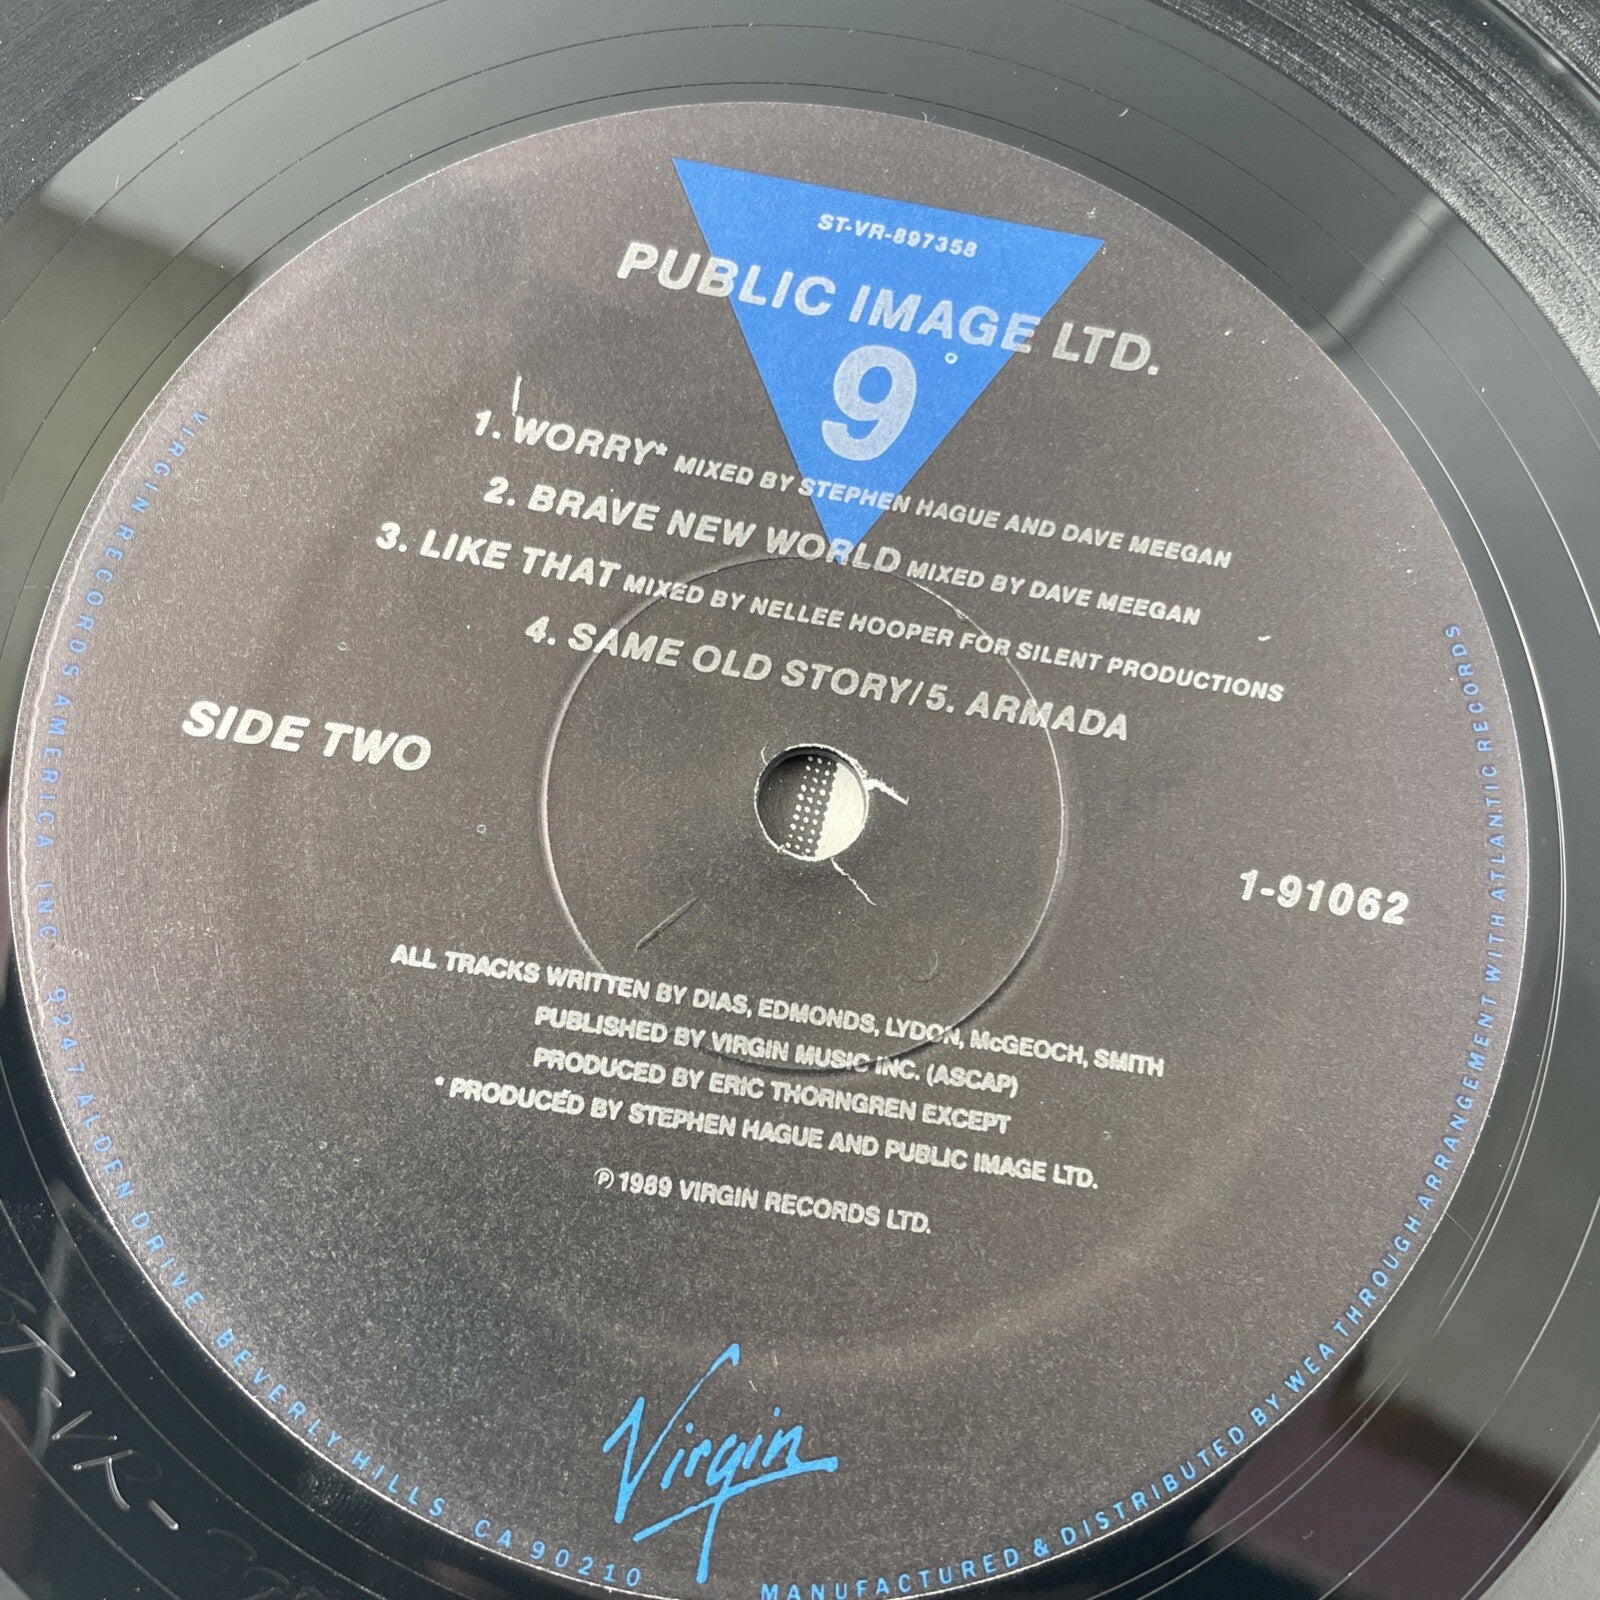 ST-VR-897358
PUBLIC IMAGE LTD.
9
1. WORRY* MIXED BY STEPHEN HAGUE AND DAVE MEEGAN
2. BRAVE NEW WORLD MIXED BY DAVE MEEGAN
3. LIKE THAT MIXED BY NELLEE HOOPER FOR SILENT PRODUCTIONS
4. SAME OLD STORY/5. ARMADA
SIDE TWO
1-91062
ALL TRACKS WRITTEN BY DIAS, EDMONDS, LYDON, McGEOCH, SMITH
PUBLISHED BY VIRGIN MUSIC INC. (ASCAP)
PRODUCED BY ERIC THORNGREN EXCEPT
* PRODUCED BY STEPHEN HAGUE AND PUBLIC IMAGE LTD.
℗ 1989 VIRGIN RECORDS LTD.
Virgin
VIRGIN RECORDS AMERICA, INC. 9247 ALDEN DRIVE, BEVERLY HILLS, CA 90210
MANUFACTURED & DISTRIBUTED BY WEA THROUGH ARRANGEMENT WITH ATLANTIC RECORDS
ST-VR-